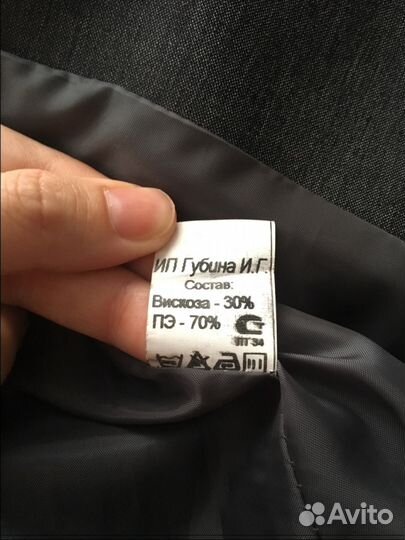 ИП Губина И.Г.
Состав:
Вискоза - 30%
ПЭ - 70%
Avito